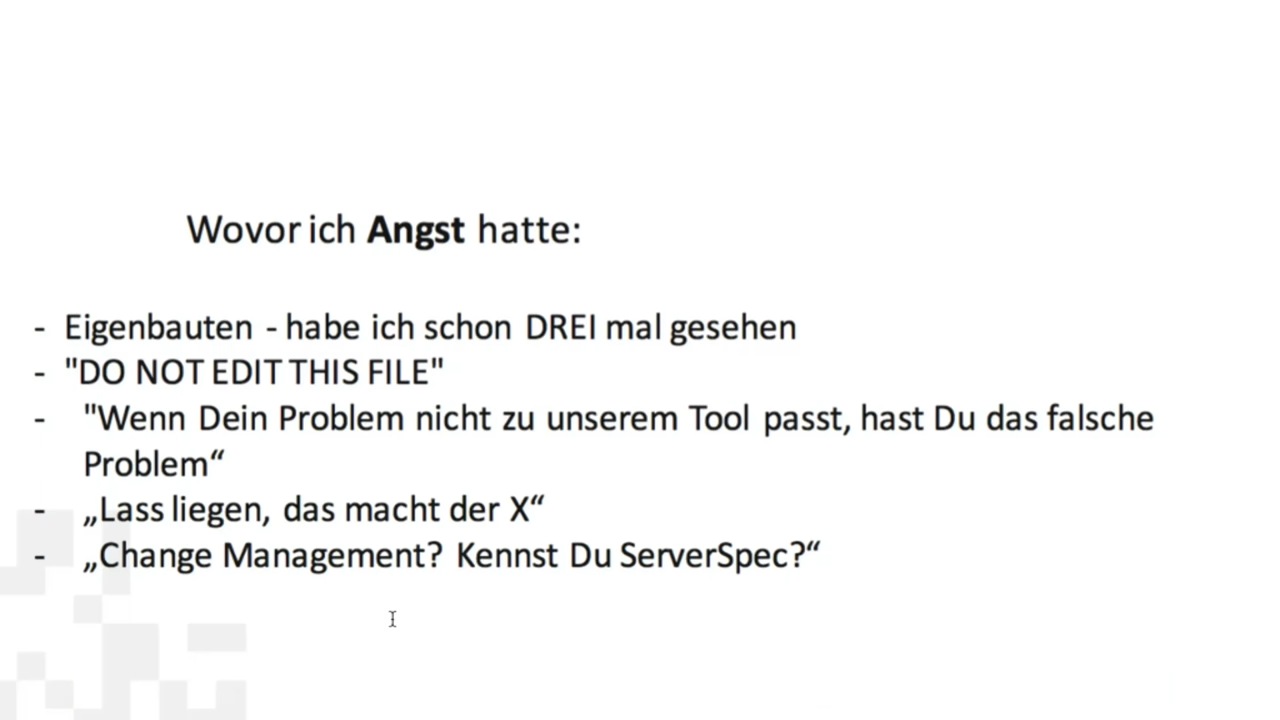 Wovor ich Angst hatte:
- Eigenbauten - habe ich schon DREI mal gesehen
- "DO NOT EDIT THIS FILE"
- "Wenn Dein Problem nicht zu unserem Tool passt, hast Du das falsche
Problem“
- „Lass liegen, das macht der X“
- „Change Management? Kennst Du ServerSpec?“